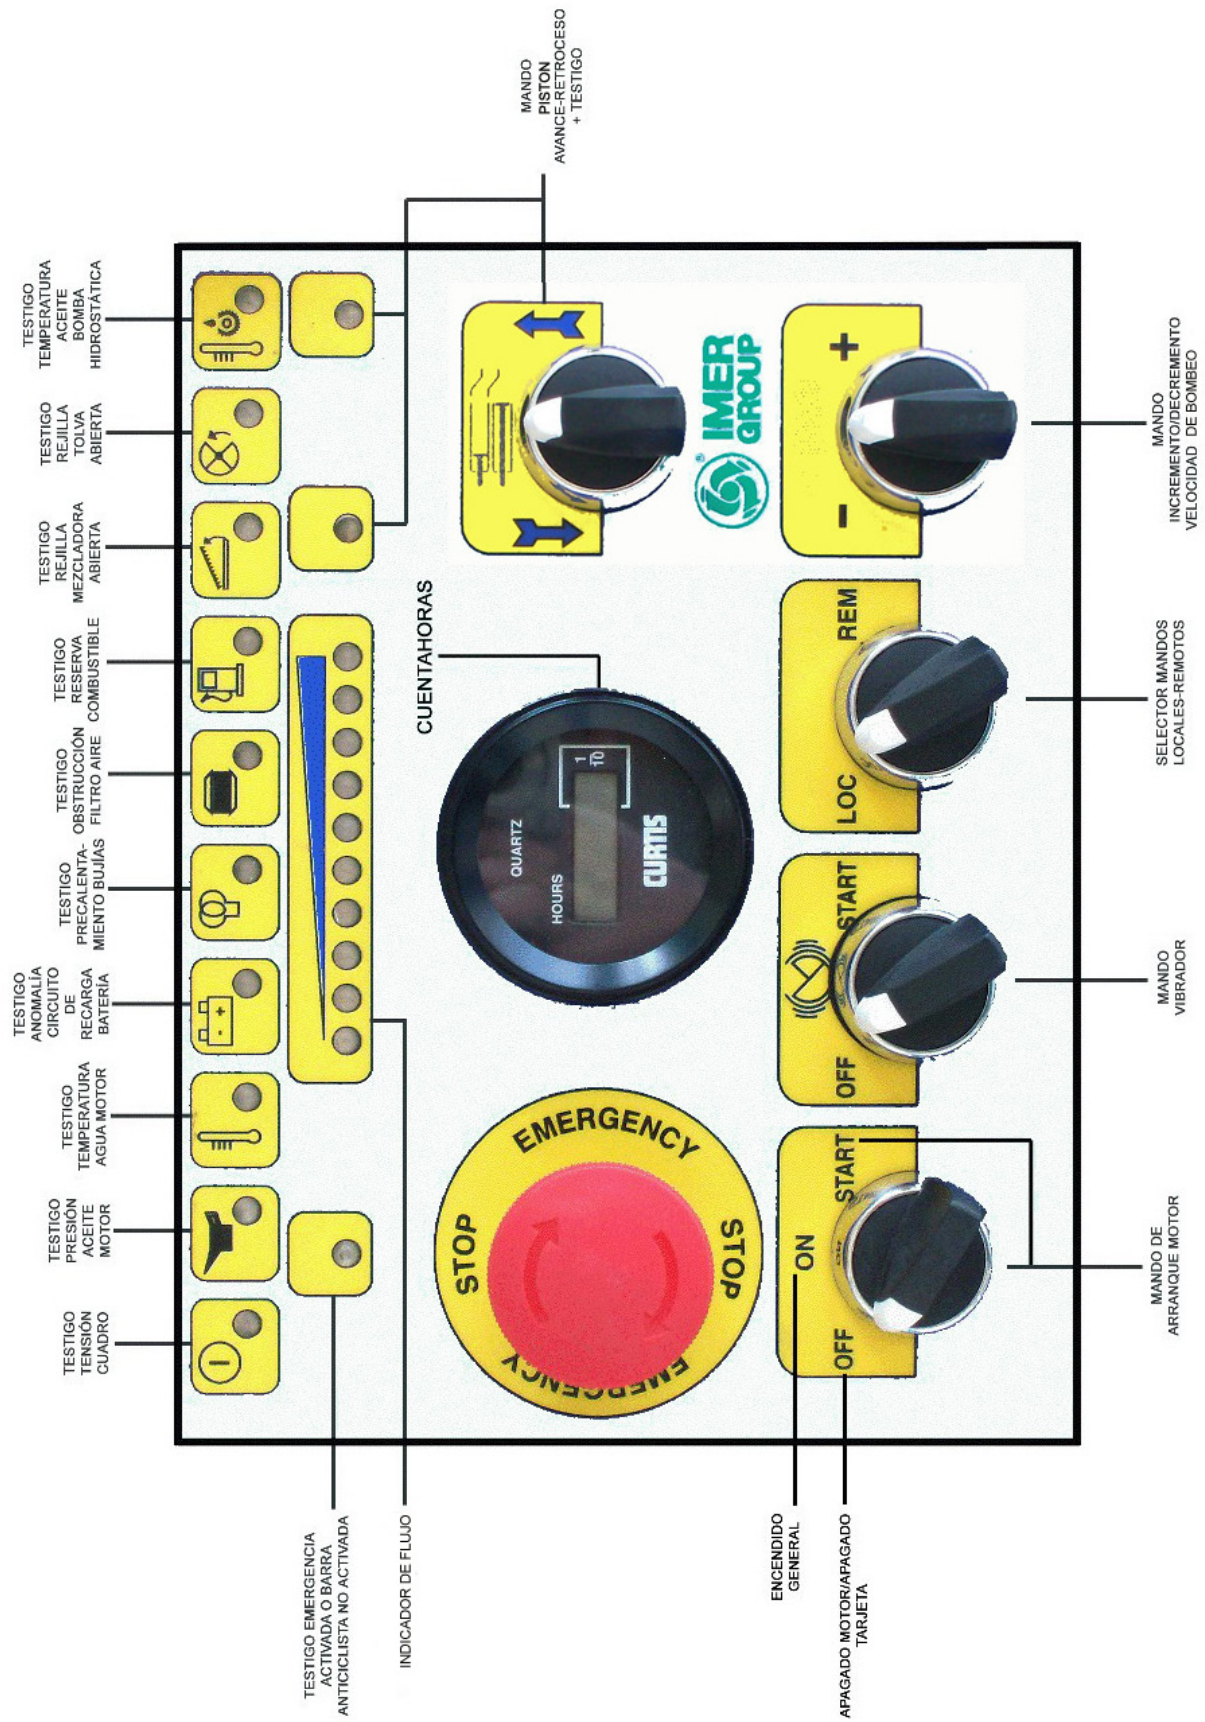 TESTIGO
TENSIÓN
CUADRO
TESTIGO
PRESIÓN
ACEITE
MOTOR
TESTIGO
TEMPERATURA
AGUA MOTOR
TESTIGO
ANOMALÍA
CIRCUITO
DE
RECARGA
BATERÍA
TESTIGO
PRECALENTA-
MIENTO BUJÍAS
TESTIGO
OBSTRUCCIÓN
FILTRO AIRE
TESTIGO
RESERVA
COMBUSTIBLE
TESTIGO
REJILLA
MEZCLADORA
ABIERTA
TESTIGO
REJILLA
TOLVA
ABIERTA
TESTIGO
TEMPERATURA
ACEITE
BOMBA
HIDROSTÁTICA
MANDO
PISTON
AVANCE-RETROCESO
+ TESTIGO
TESTIGO EMERGENCIA
ACTIVADA O BARRA
ANTICICLISTA NO ACTIVADA
INDICADOR DE FLUJO
- +
CUENTAHORAS
STOP
EMERGENCY
STOP
EMERGENCY
QUARTZ
HOURS
1
10
CURTIS
IMER
GROUP
®
ENCENDIDO
GENERAL
APAGADO MOTOR/APAGADO
TARJETA
ON
OFF
START
OFF
START
LOC
REM
- +
MANDO DE
ARRANQUE MOTOR
MANDO
VIBRADOR
SELECTOR MANDOS
LOCALES-REMOTOS
MANDO
INCREMENTO/DECREMENTO
VELOCIDAD DE BOMBEO